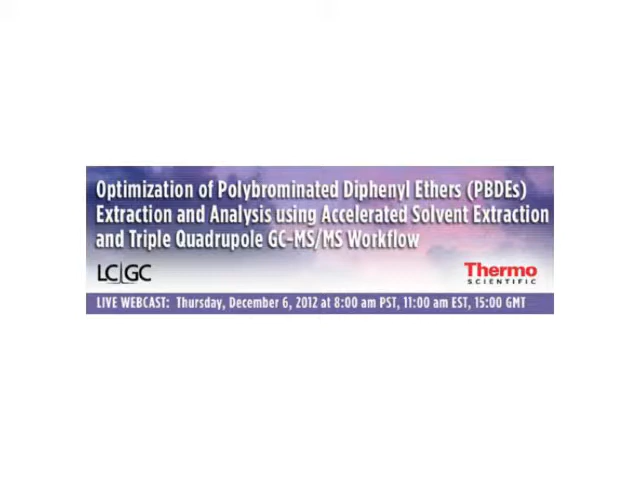 Optimization of Polybrominated Diphenyl Ethers (PBDEs)
Extraction and Analysis using Accelerated Solvent Extraction
and Triple Quadrupole GC-MS/MS Workflow
LC|GC
Thermo
SCIENTIFIC
LIVE WEBCAST: Thursday, December 6, 2012 at 8:00 am PST, 11:00 am EST, 15:00 GMT